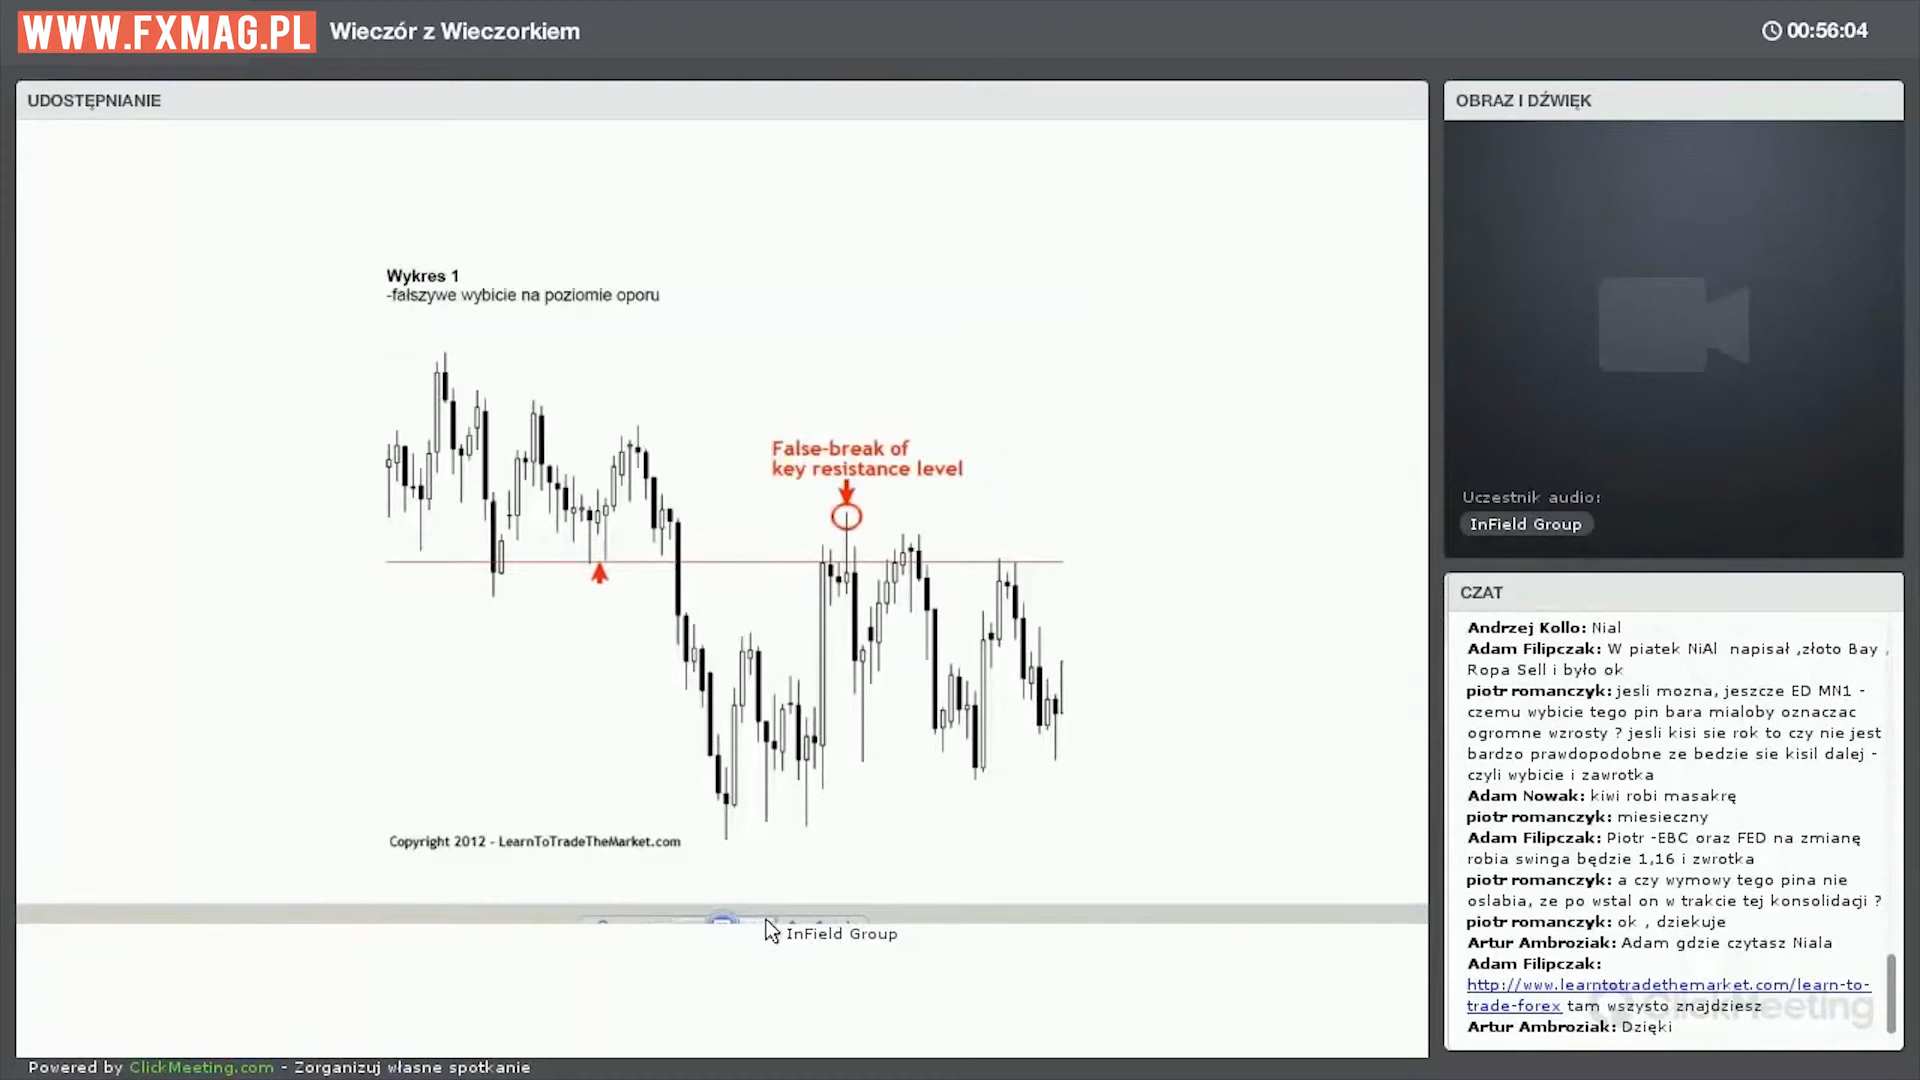 WWW.FXMAG.PL
Wieczór z Wieczorkiem
00:56:04
UDOSTĘPNIANIE
Wykres 1
-fałszywe wybicie na poziomie oporu
False-break of
key resistance level
Copyright 2012 - LearnToTradeTheMarket.com
InField Group
OBRAZ I DŹWIĘK
Uczestnik audio:
InField Group
CZAT
Andrzej Kollo: Nial
Adam Filipczak: W piatek NiAl napisał ,złoto Bay ,
Ropa Sell i było ok
piotr romanczyk: jesli mozna, jeszcze ED MN1 -
czemu wybicie tego pin bara mialoby oznaczac
ogromne wzrosty ? jesli kisi sie rok to czy nie jest
bardzo prawdopodobne ze bedzie sie kisil dalej -
czyli wybicie i zawrotka
Adam Nowak: kiwi robi masakrę
piotr romanczyk: miesieczny
Adam Filipczak: Piotr -EBC oraz FED na zmianę
robia swinga będzie 1,16 i zwrotka
piotr romanczyk: a czy wymowy tego pina nie
oslabia, ze po wstal on w trakcie tej konsolidacji ?
piotr romanczyk: ok , dziekuje
Artur Ambroziak: Adam gdzie czytasz Niala
Adam Filipczak:
http://www.learntotradethemarket.com/learn-to-
trade-forex tam wszysto znajdziesz
Artur Ambroziak: Dzięki
ClickMeeting
Powered by ClickMeeting.com - Zorganizuj własne spotkanie